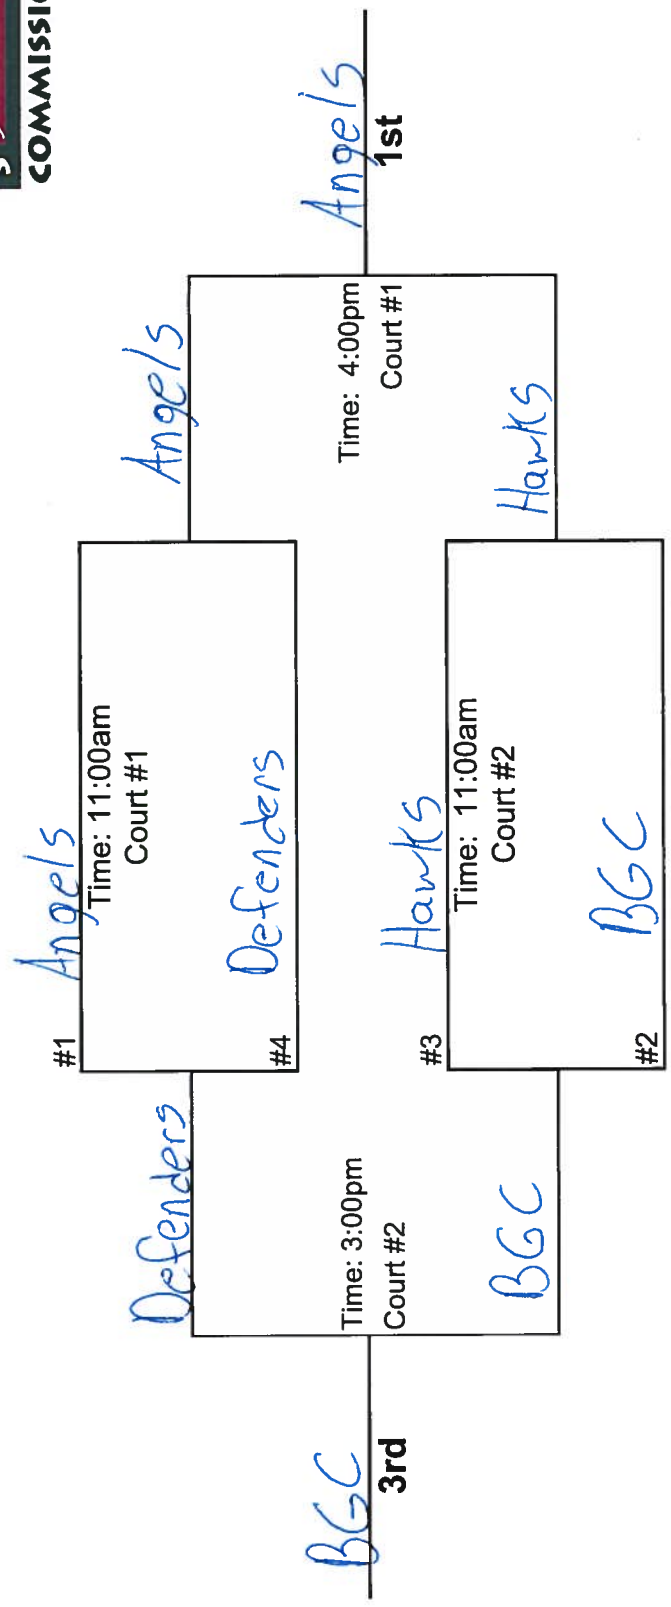 COMMISSI
Angels
#1
Time: 11:00am
Court #1
Defenders
#4
Angels
Hawks
#3
Time: 11:00am
Court #2
BGC
#2
Hawks
Time: 4:00pm
Court #1
Angels
1st
Defenders
Time: 3:00pm
Court #2
BGC
BGC
3rd